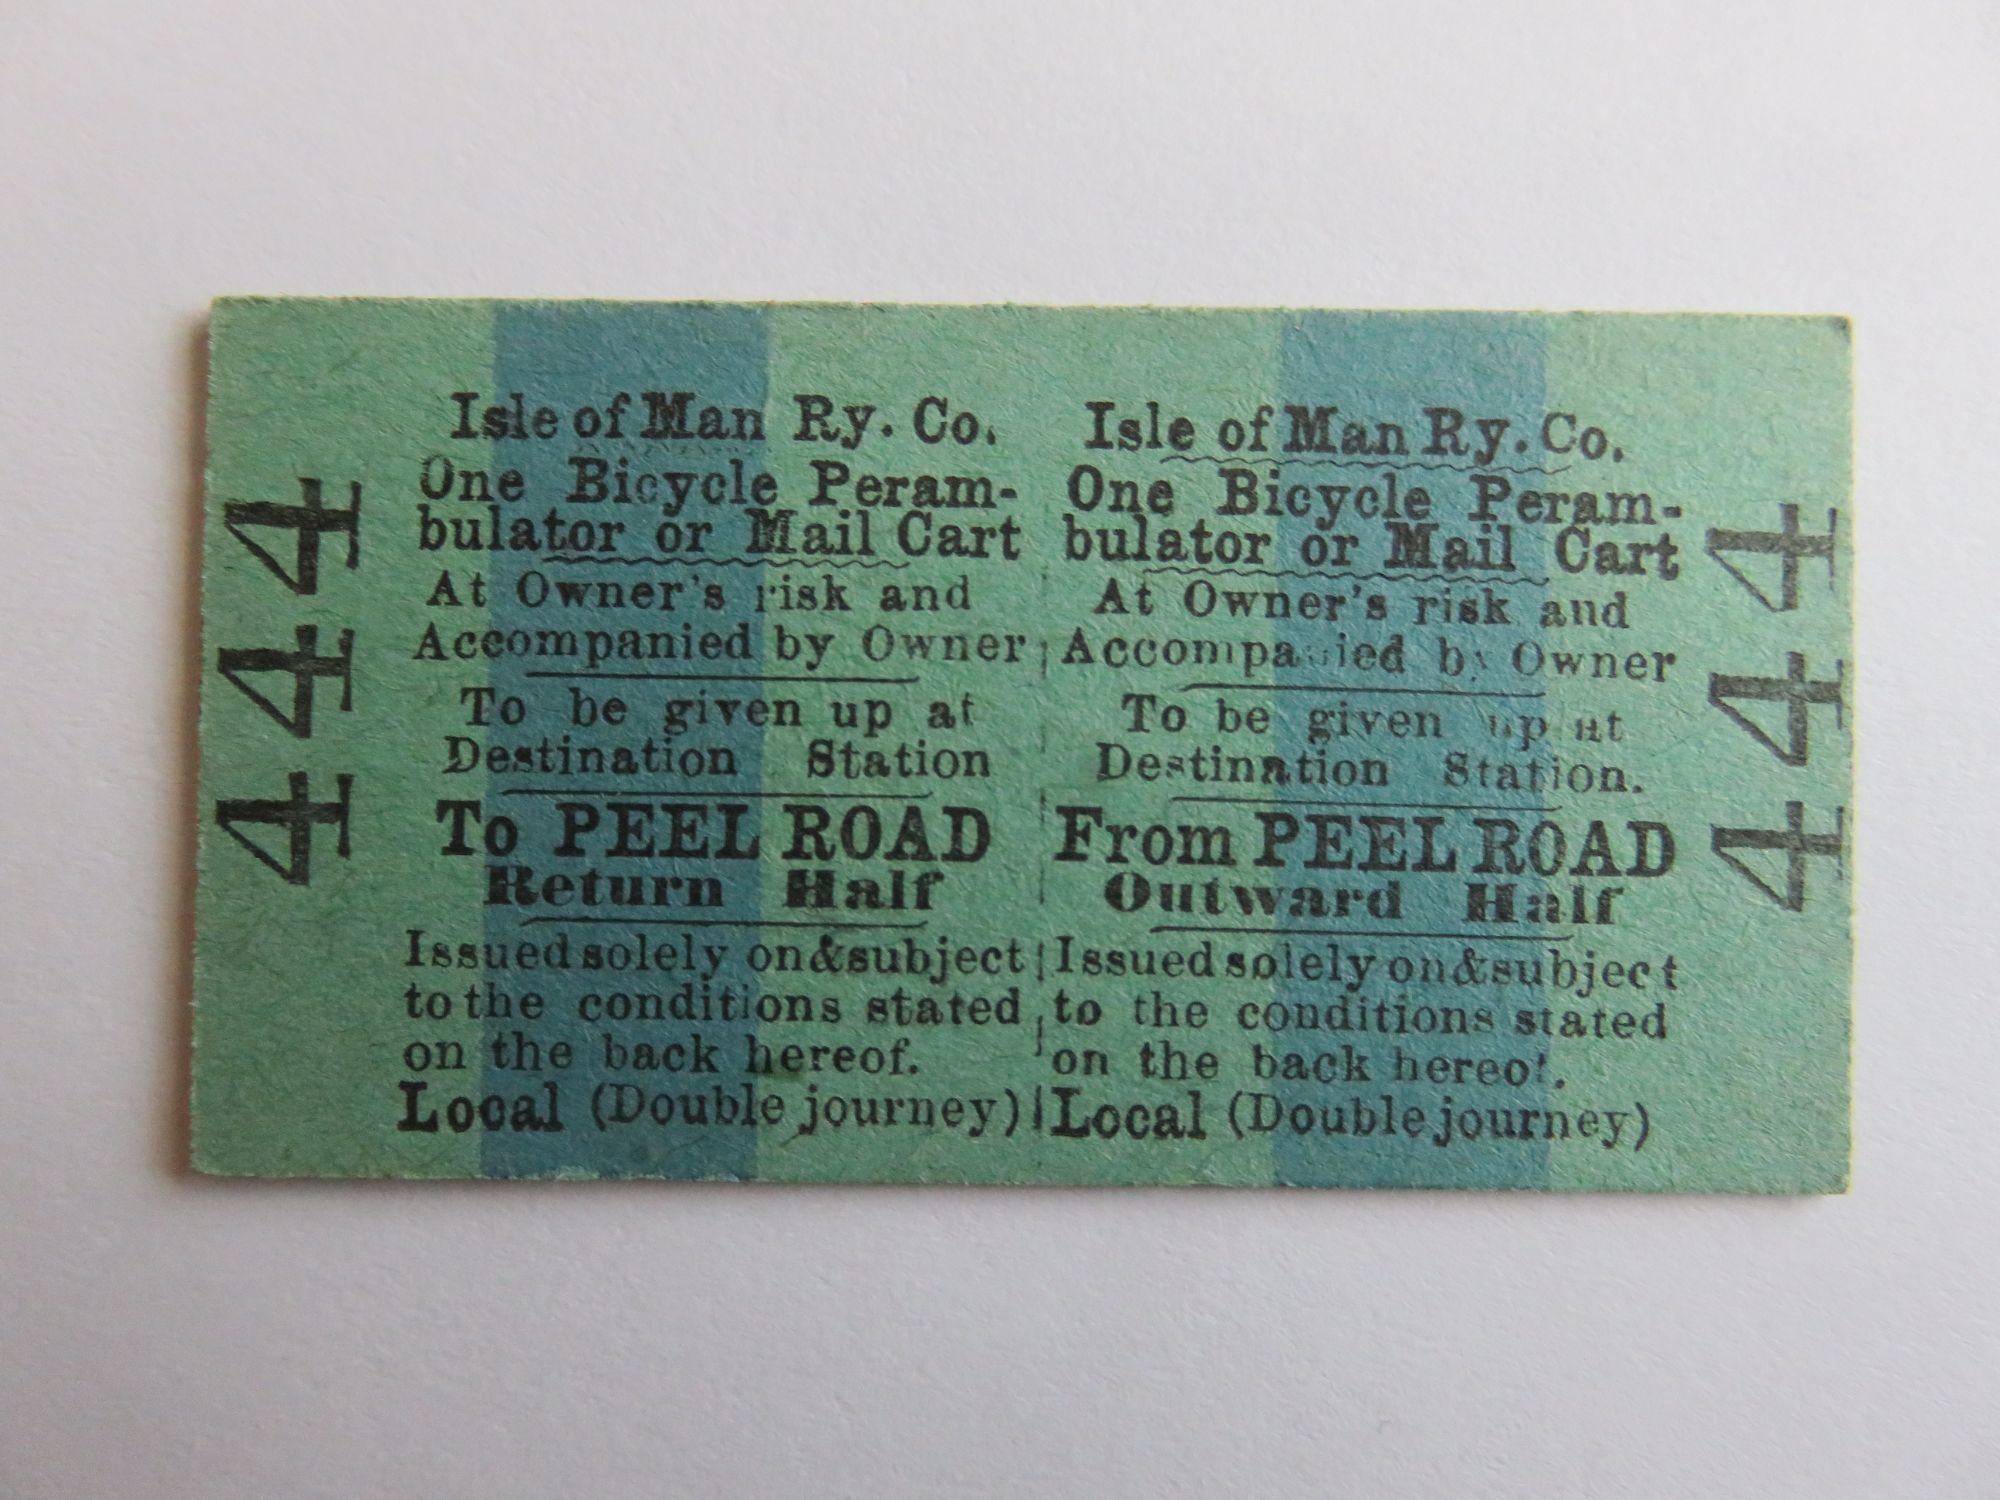 444
Isle of Man Ry. Co.
One Bicycle Peram-
bulator or Mail Cart
At Owner's risk and
Accompanied by Owner
To be given up at
Destination Station
To PEEL ROAD
Return Half
Issued solely on & subject
to the conditions stated
on the back hereof.
Local (Double journey)
Isle of Man Ry. Co.
One Bicycle Peram-
bulator or Mail Cart
At Owner's risk and
Accompanied by Owner
To be given up at
Destination Station.
From PEEL ROAD
Outward Half
Issued solely on & subject
to the conditions stated
on the back hereof.
Local (Double journey)
444